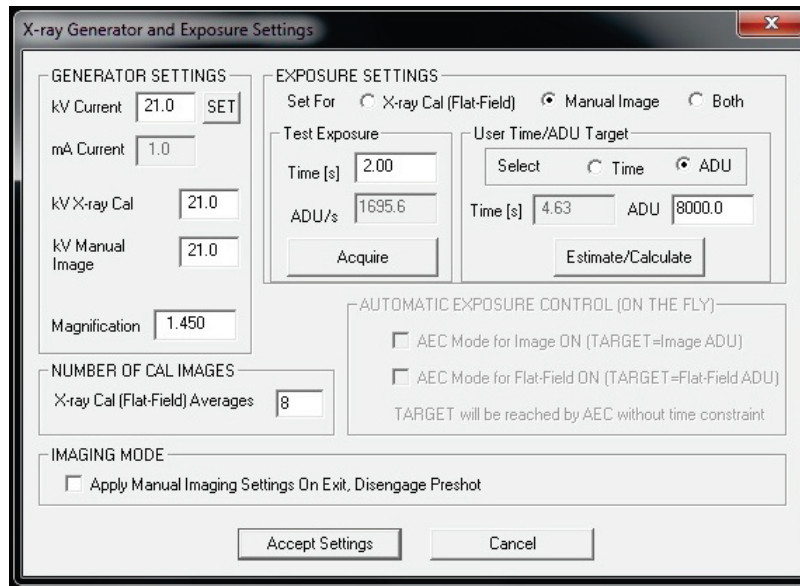 X-ray Generator and Exposure Settings
GENERATOR SETTINGS
kV Current 21.0 SET
mA Current 1.0
kV X-ray Cal 21.0
kV Manual Image 21.0
Magnification 1.450
NUMBER OF CAL IMAGES
X-ray Cal (Flat-Field) Averages 8
EXPOSURE SETTINGS
Set For X-ray Cal (Flat-Field) Manual Image Both
Test Exposure
Time [s] 2.00
ADU/s 1695.6
Acquire
User Time/ADU Target
Select Time ADU
Time [s] 4.63 ADU 8000.0
Estimate/Calculate
AUTOMATIC EXPOSURE CONTROL (ON THE FLY)
AEC Mode for Image ON (TARGET=Image ADU)
AEC Mode for Flat-Field ON (TARGET=Flat-Field ADU)
TARGET will be reached by AEC without time constraint
IMAGING MODE
Apply Manual Imaging Settings On Exit, Disengage Preshot
Accept Settings Cancel